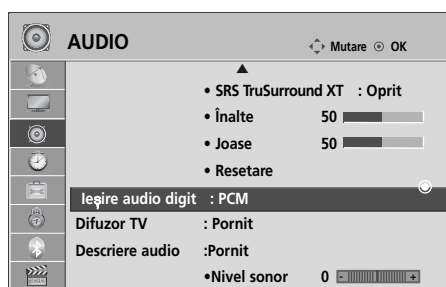 AUDIO Mutare OK
• SRS TruSurround XT : Oprit
• Înalte 50
• Joase 50
• Resetare
Ieşire audio digit : PCM
Difuzor TV : Pornit
Descriere audio :Pornit
•Nivel sonor 0 - +